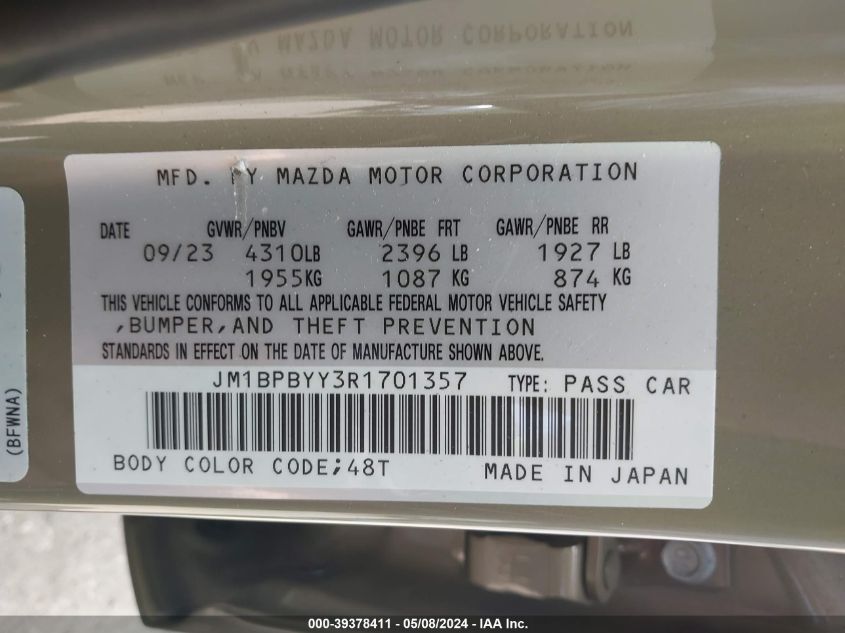 MFD. BY MAZDA MOTOR CORPORATION
DATE GVWR/PNBV GAWR/PNBE FRT GAWR/PNBE RR
09/23 4310LB 2396 LB 1927 LB
1955KG 1087 KG 874 KG
THIS VEHICLE CONFORMS TO ALL APPLICABLE FEDERAL MOTOR VEHICLE SAFETY
,BUMPER,AND THEFT PREVENTION
STANDARDS IN EFFECT ON THE DATE OF MANUFACTURE SHOWN ABOVE.
JM1BPBYY3R1701357 TYPE: PASS CAR
BODY COLOR CODE;48T MADE IN JAPAN
(BFWNA)
000-39378411 - 05/08/2024 - IAA Inc.